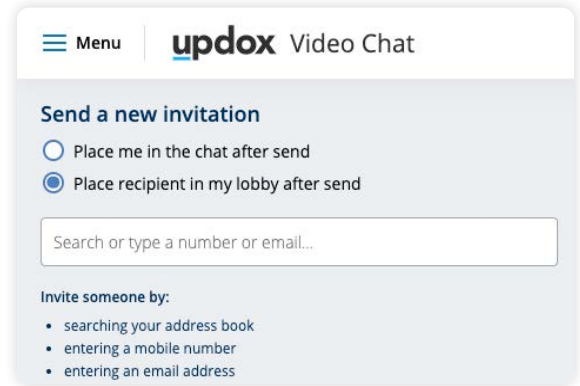 Menu updox Video Chat
Send a new invitation
Place me in the chat after send
Place recipient in my lobby after send
Search or type a number or email...
Invite someone by:
• searching your address book
• entering a mobile number
• entering an email address